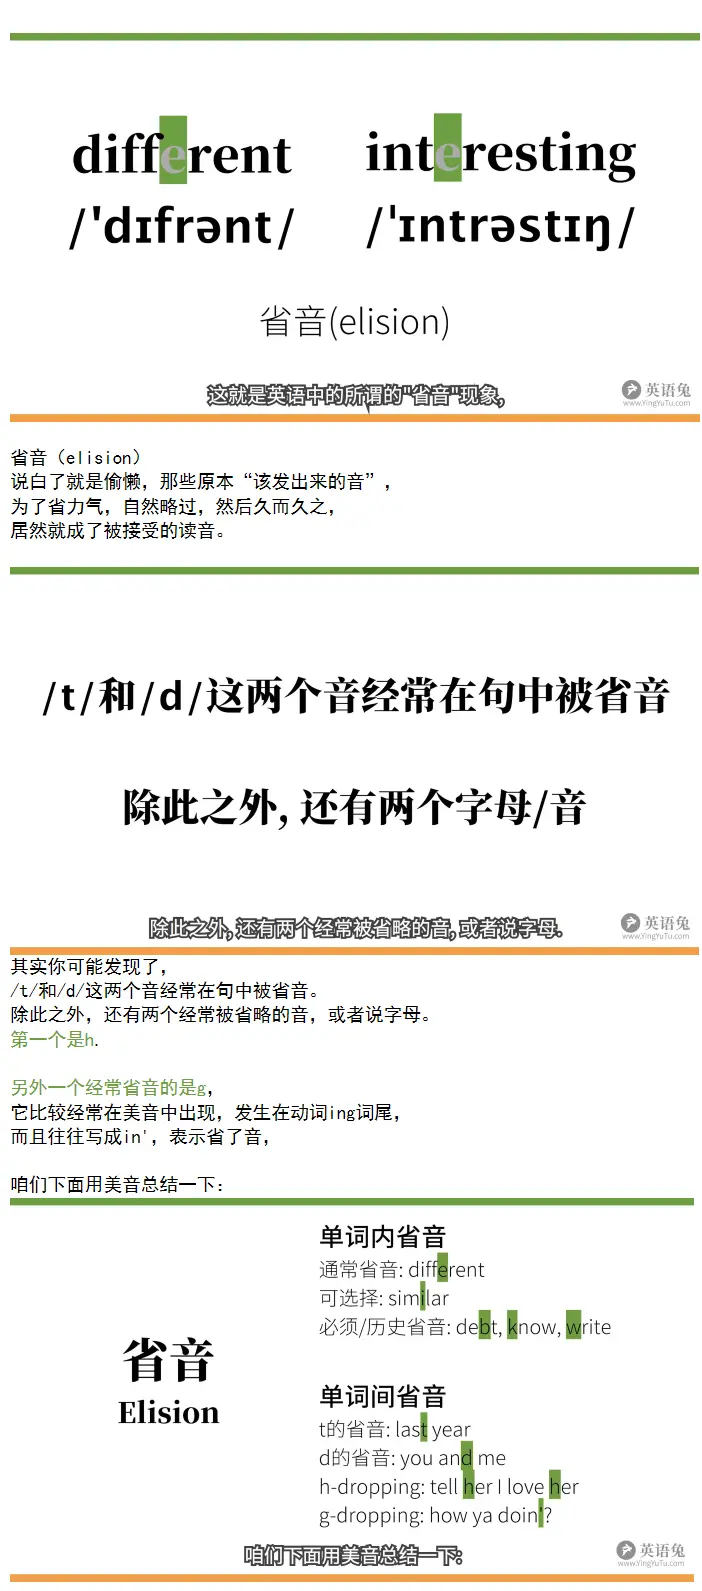 different interesting
/ˈdɪfrənt/ /ˈɪntrəstɪŋ/
省音(elision)
这就是英语中的所谓的"省音"现象,
英语兔
www.YingYuTu.com
省音（elision）
说白了就是偷懒，那些原本“该发出来的音”，
为了省力气，自然略过，然后久而久之，
居然就成了被接受的读音。
/t/和/d/这两个音经常在句中被省音
除此之外, 还有两个字母/音
除此之外, 还有两个经常被省略的音, 或者说字母.
英语兔
www.YingYuTu.com
其实你可能发现了，
/t/和/d/这两个音经常在句中被省音。
除此之外，还有两个经常被省略的音，或者说字母。
第一个是h.
另外一个经常省音的是g，
它比较经常在美音中出现，发生在动词ing词尾，
而且往往写成in'，表示省了音，
咱们下面用美音总结一下：
省音
Elision
单词内省音
通常省音: different
可选择: similar
必须/历史省音: debt, know, write
单词间省音
t的省音: last year
d的省音: you and me
h-dropping: tell her I love her
g-dropping: how ya doin'?
咱们下面用美音总结一下:
英语兔
www.YingYuTu.com